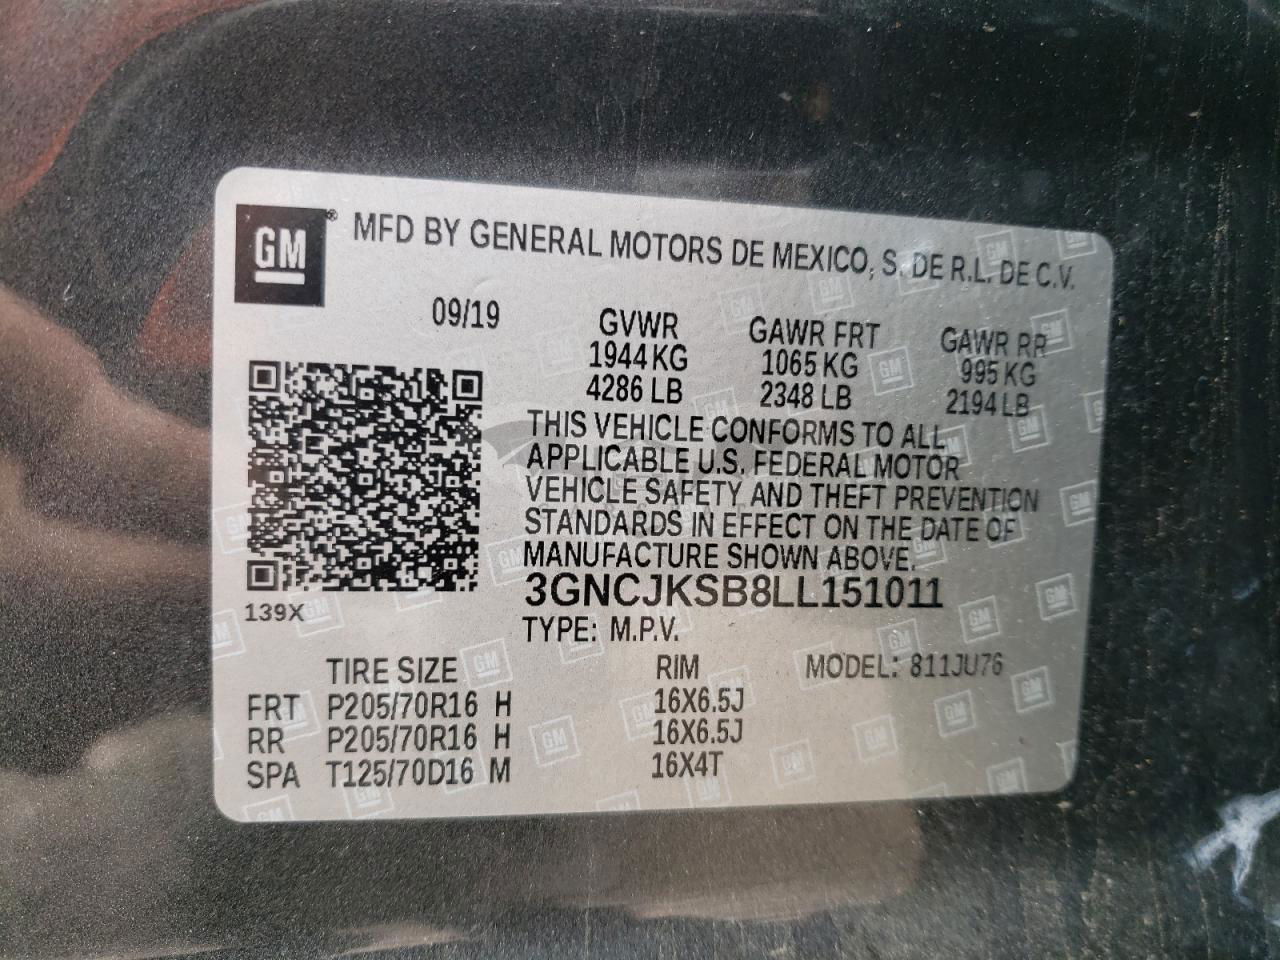 GM ® MFD BY GENERAL MOTORS DE MEXICO, S. DE R.L. DE C.V.
09/19
GVWR GAWR FRT GAWR RR
1944 KG 1065 KG 995 KG
4286 LB 2348 LB 2194 LB
THIS VEHICLE CONFORMS TO ALL
APPLICABLE U.S. FEDERAL MOTOR
VEHICLE SAFETY AND THEFT PREVENTION
STANDARDS IN EFFECT ON THE DATE OF
MANUFACTURE SHOWN ABOVE.
3GNCJKSB8LL151011
139X
TYPE: M.P.V.
TIRE SIZE RIM MODEL: 811JU76
FRT P205/70R16 H 16X6.5J
RR P205/70R16 H 16X6.5J
SPA T125/70D16 M 16X4T